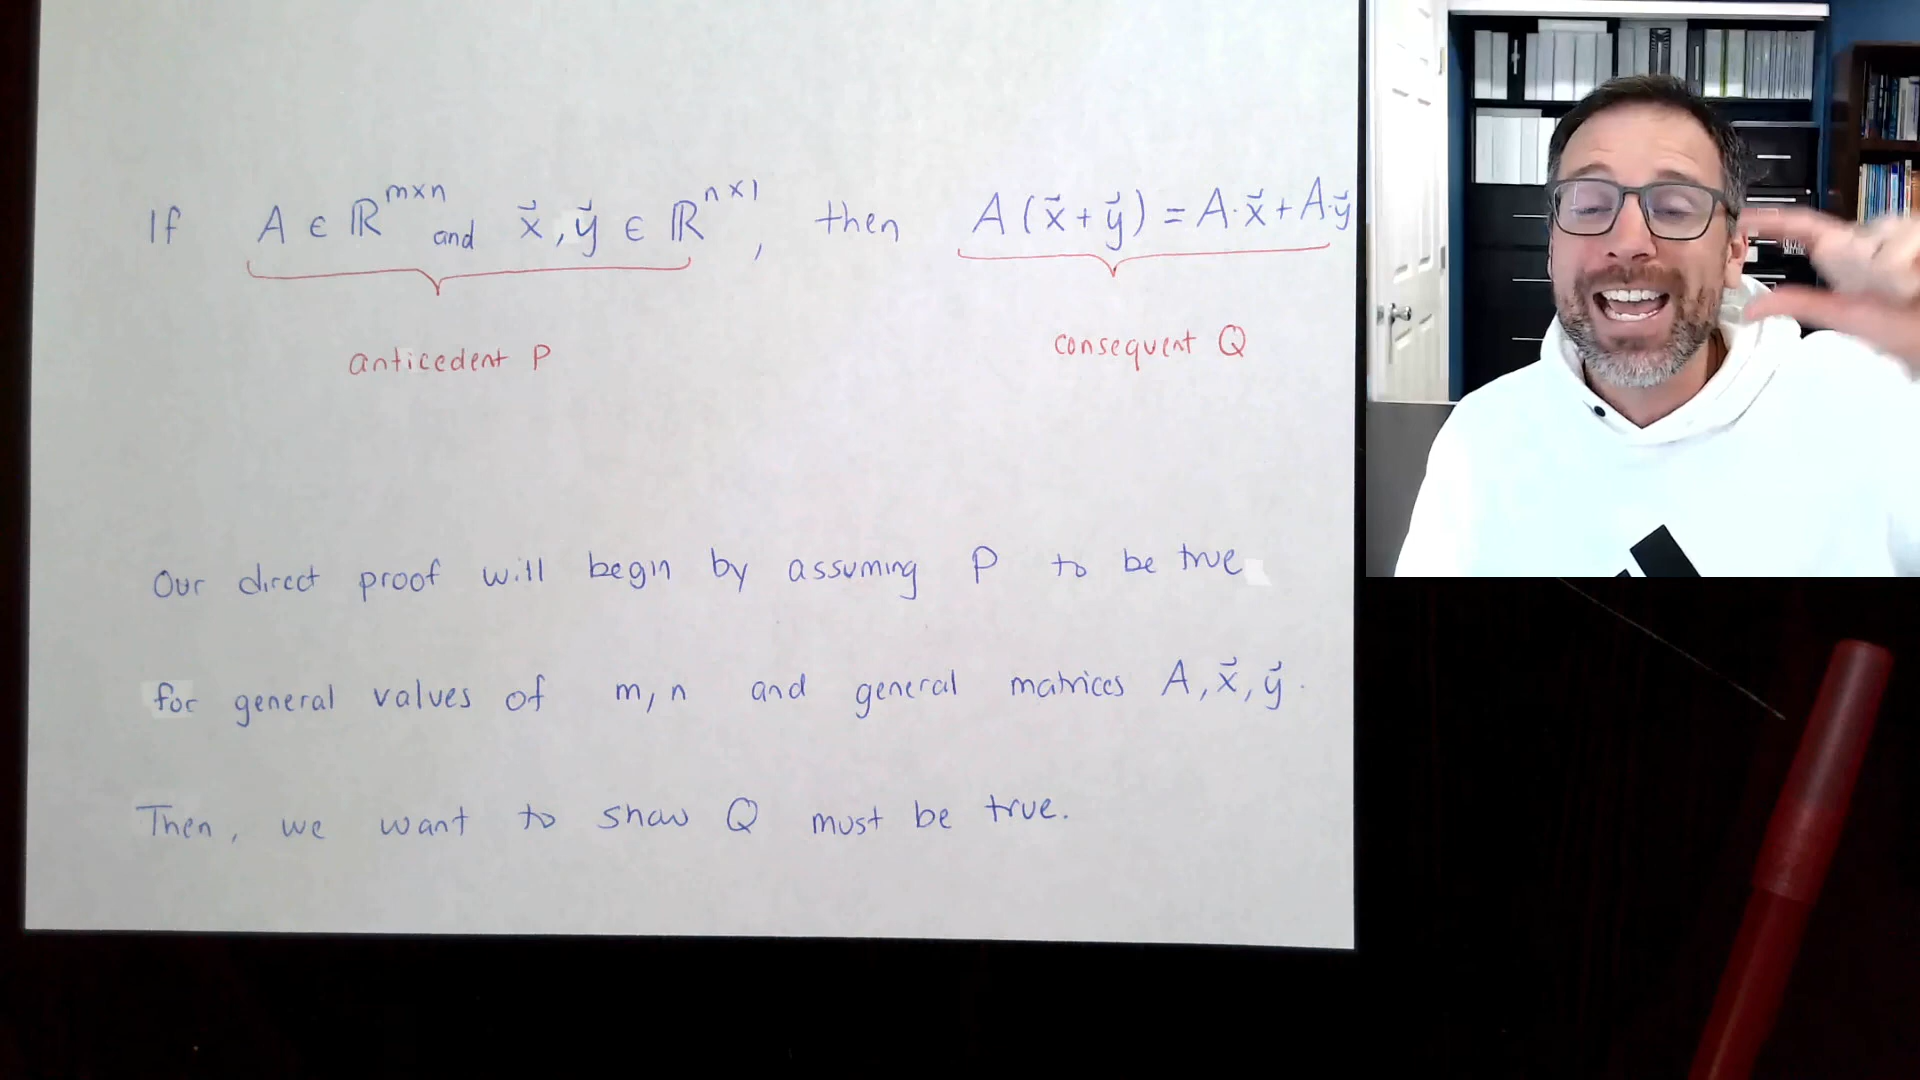 If A ∈ ℝ^{m×n} and x⃗, y⃗ ∈ ℝ^{n×1}, then A(x⃗ + y⃗) = A·x⃗ + A·y⃗
anticedent P
consequent Q
Our direct proof will begin by assuming P to be true
for general values of m, n and general matrices A, x⃗, y⃗.
Then, we want to show Q must be true.